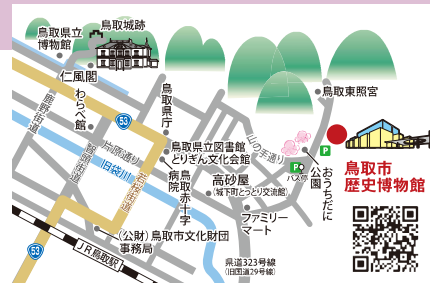 鳥取県立
博物館
鳥取城跡
仁風閣
わらべ館
鹿野街道
智頭街道
片原通り
旧袋川
若桜街道
53
鳥取県庁
鳥取県立図書館
とりぎん文化会館
鳥取赤十字
病院
山の手通り
高砂屋
(城下町とっとり交流館)
ファミリー
マート
鳥取東照宮
P
P
バス停
おうちだに
公園
鳥取市
歴史博物館
(公財)鳥取市文化財団
事務局
53
JR鳥取駅
県道323号線
(旧国道29号線)